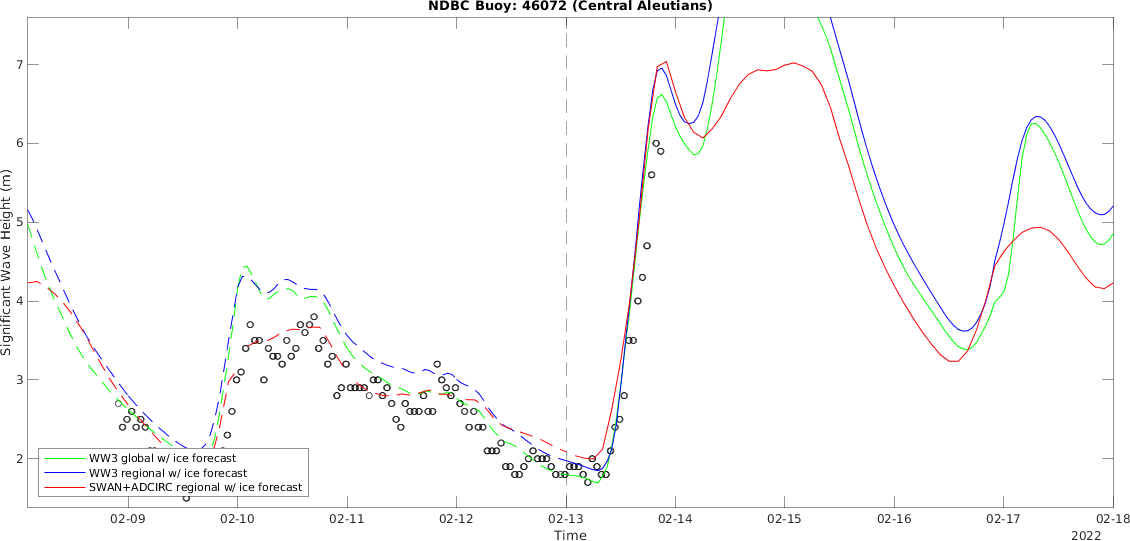 NDBC Buoy: 46072 (Central Aleutians)
Significant Wave Height (m)
7
6
5
4
3
2
WW3 global w/ ice forecast
WW3 regional w/ ice forecast
SWAN+ADCIRC regional w/ ice forecast
02-09 02-10 02-11 02-12 02-13 02-14 02-15 02-16 02-17 02-18
Time
2022